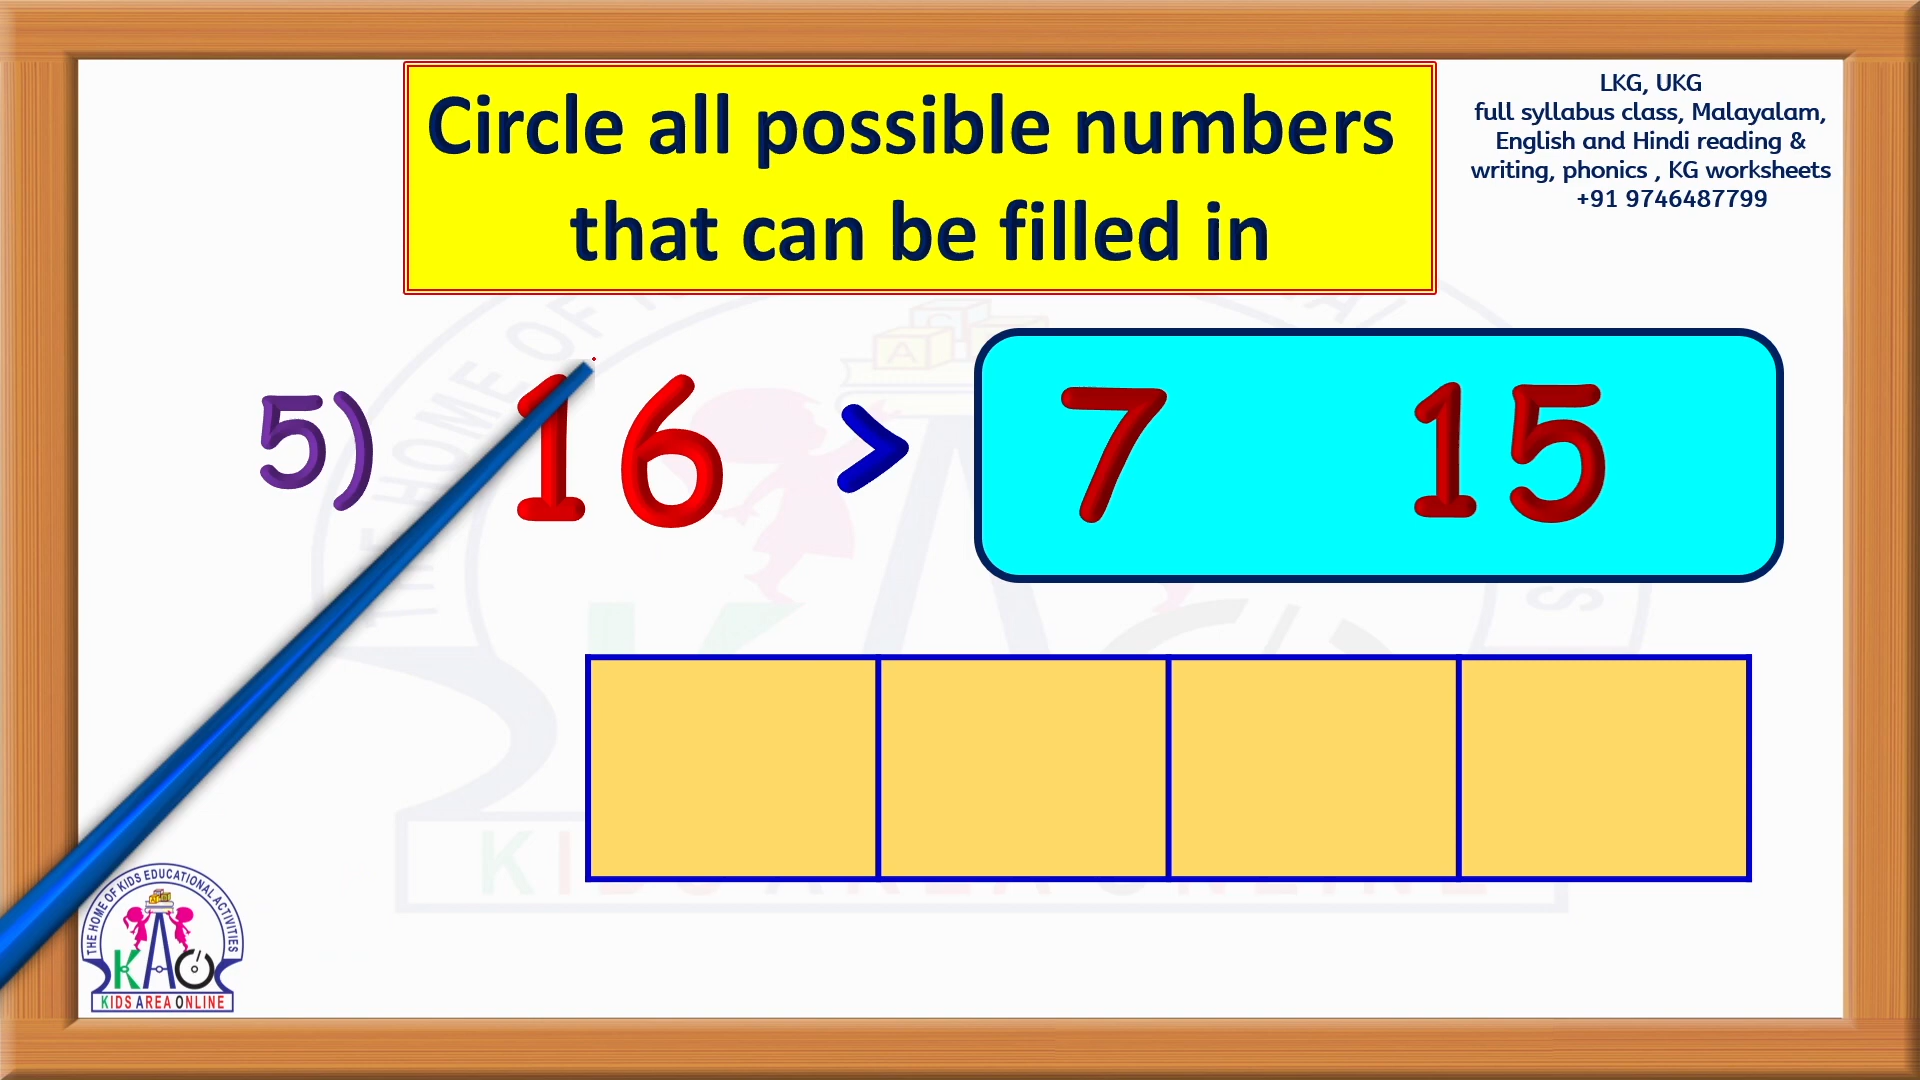 Circle all possible numbers
that can be filled in
LKG, UKG
full syllabus class, Malayalam,
English and Hindi reading &
writing, phonics , KG worksheets
+91 9746487799
5) 16 > 7 15
THE HOME OF KIDS EDUCATIONAL ACTIVITIES
KAO
KIDS AREA ONLINE